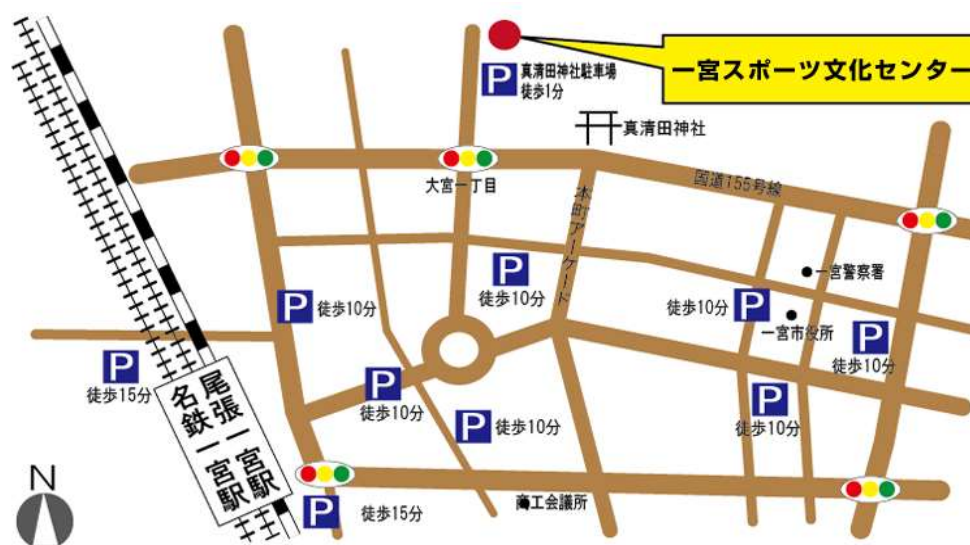 一宮スポーツ文化センター
P 真清田神社駐車場
徒歩1分
真清田神社
大宮一丁目
国道155号線
本町アーケード
一宮警察署
P
徒歩10分
P 徒歩10分
徒歩10分 P
一宮市役所
P
徒歩10分
P
徒歩15分
P
徒歩10分
P
徒歩10分
P 徒歩10分
尾張一宮駅
名鉄一宮駅
P 徒歩15分
商工会議所
N